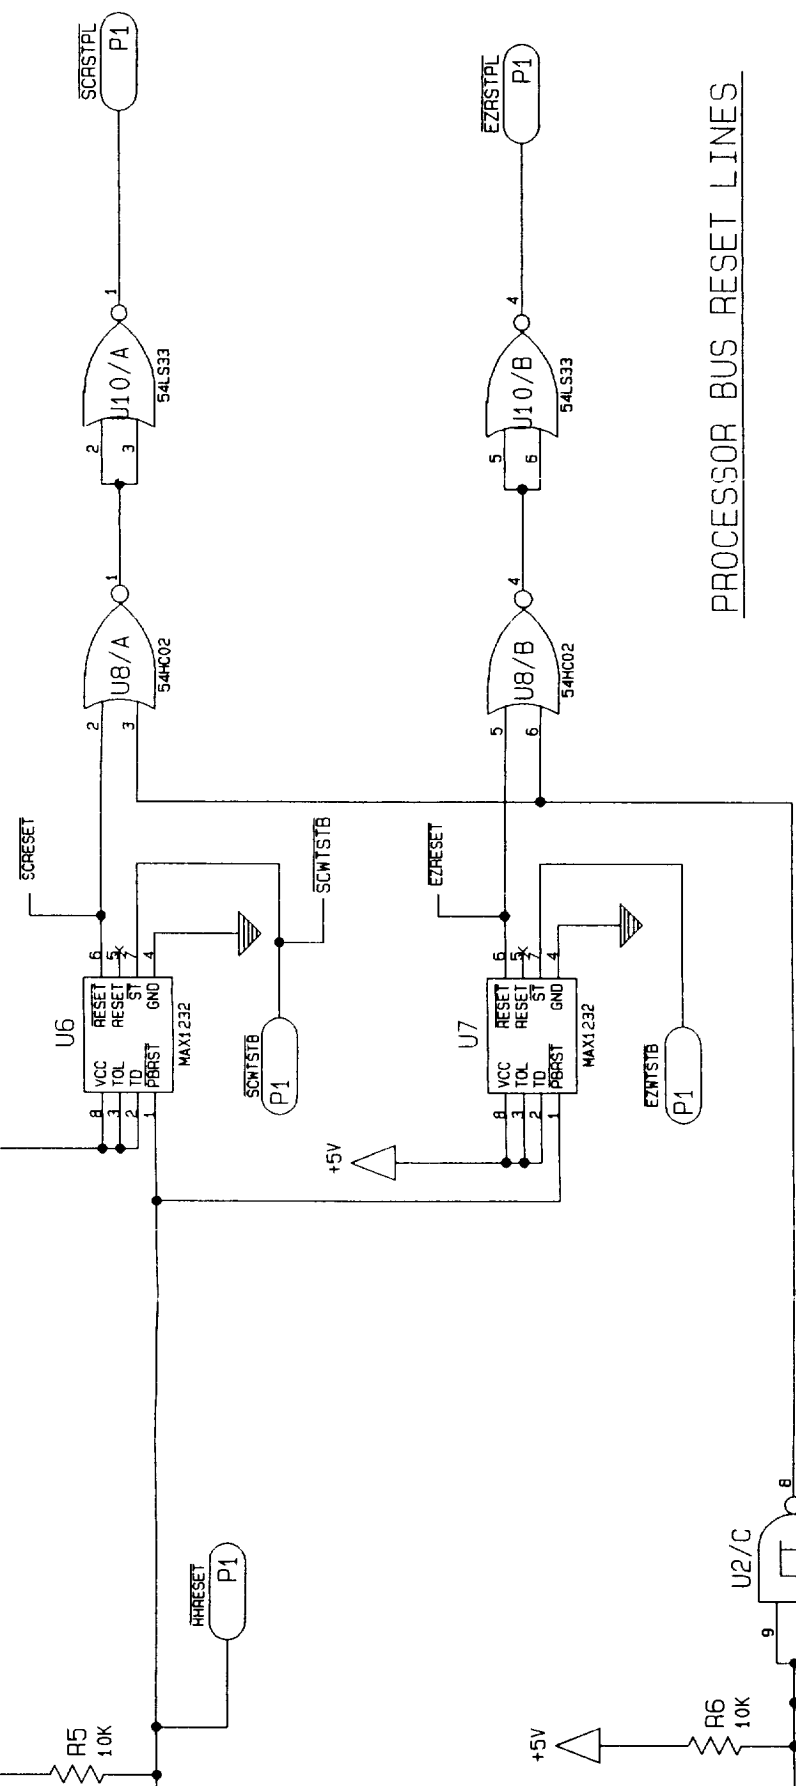 SCRSTPL
P1
1
U10/A
54LS33
2
3
1
U8/A
54HC02
2
3
SCRESET
6
5
7
4
U6
RESET
RESET
ST
GND
VCC
TOL
TD
PBRST
MAX1232
8
3
2
1
SCWTSTB
SCWTSTB
P1
EZRSTPL
P1
4
U10/B
54LS33
5
6
4
U8/B
54HC02
5
6
EZRESET
6
5
7
4
U7
RESET
RESET
ST
GND
VCC
TOL
TD
PBRST
MAX1232
8
3
2
1
+5V
EZWTSTB
P1
PROCESSOR BUS RESET LINES
HHRESET
P1
R5
10K
U2/C
8
9
+5V
R6
10K